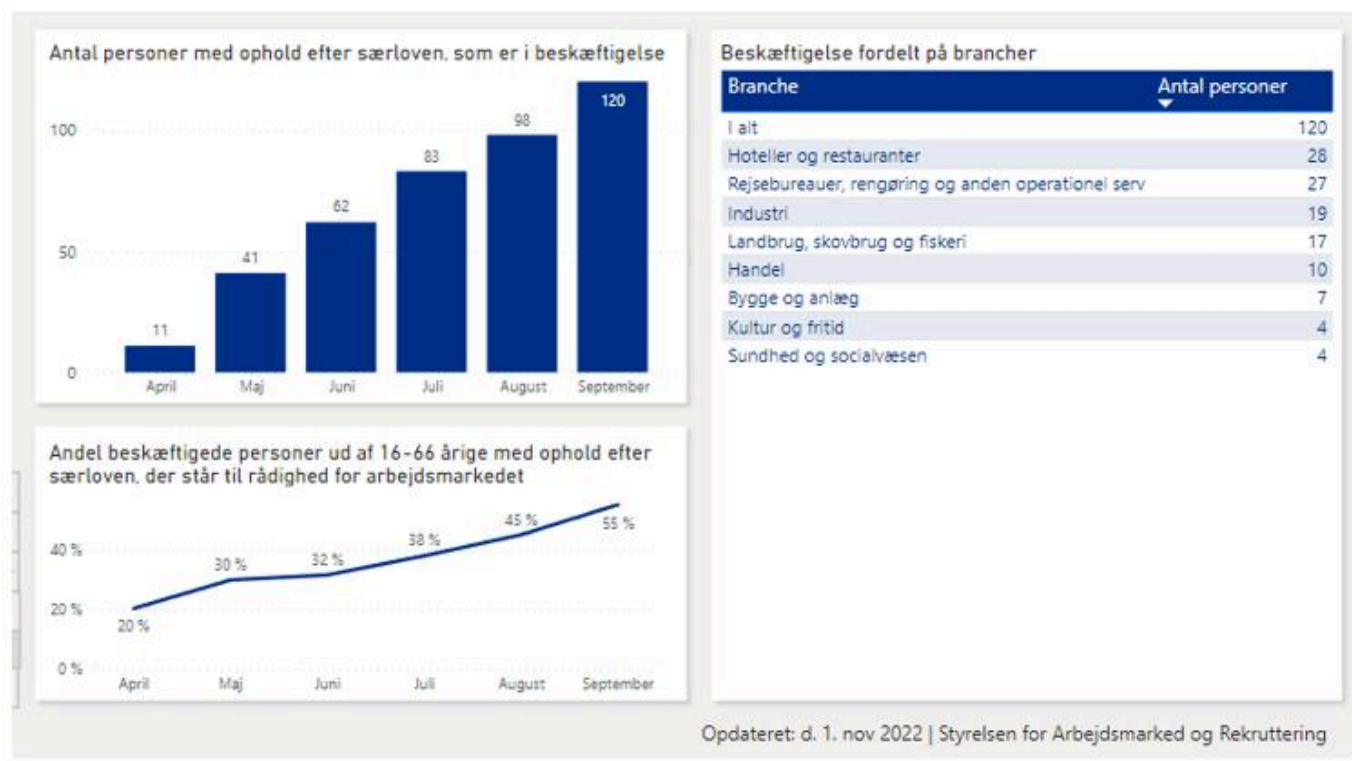 Antal personer med ophold efter særloven, som er i beskæftigelse
120
100
98
83
62
50
41
11
0
April Maj Juni Juli August September
Andel beskæftigede personer ud af 16-66 årige med ophold efter
særloven, der står til rådighed for arbejdsmarkedet
45 %
55 %
38 %
40 %
32 %
30 %
20 %
20 %
0 %
April Maj Juni Juli August September
Beskæftigelse fordelt på brancher
Branche Antal personer
I alt 120
Hoteller og restauranter 28
Rejsebureauer, rengøring og anden operationel serv 27
Industri 19
Landbrug, skovbrug og fiskeri 17
Handel 10
Bygge og anlæg 7
Kultur og fritid 4
Sundhed og socialvæsen 4
Opdateret: d. 1. nov 2022 | Styrelsen for Arbejdsmarked og Rekruttering